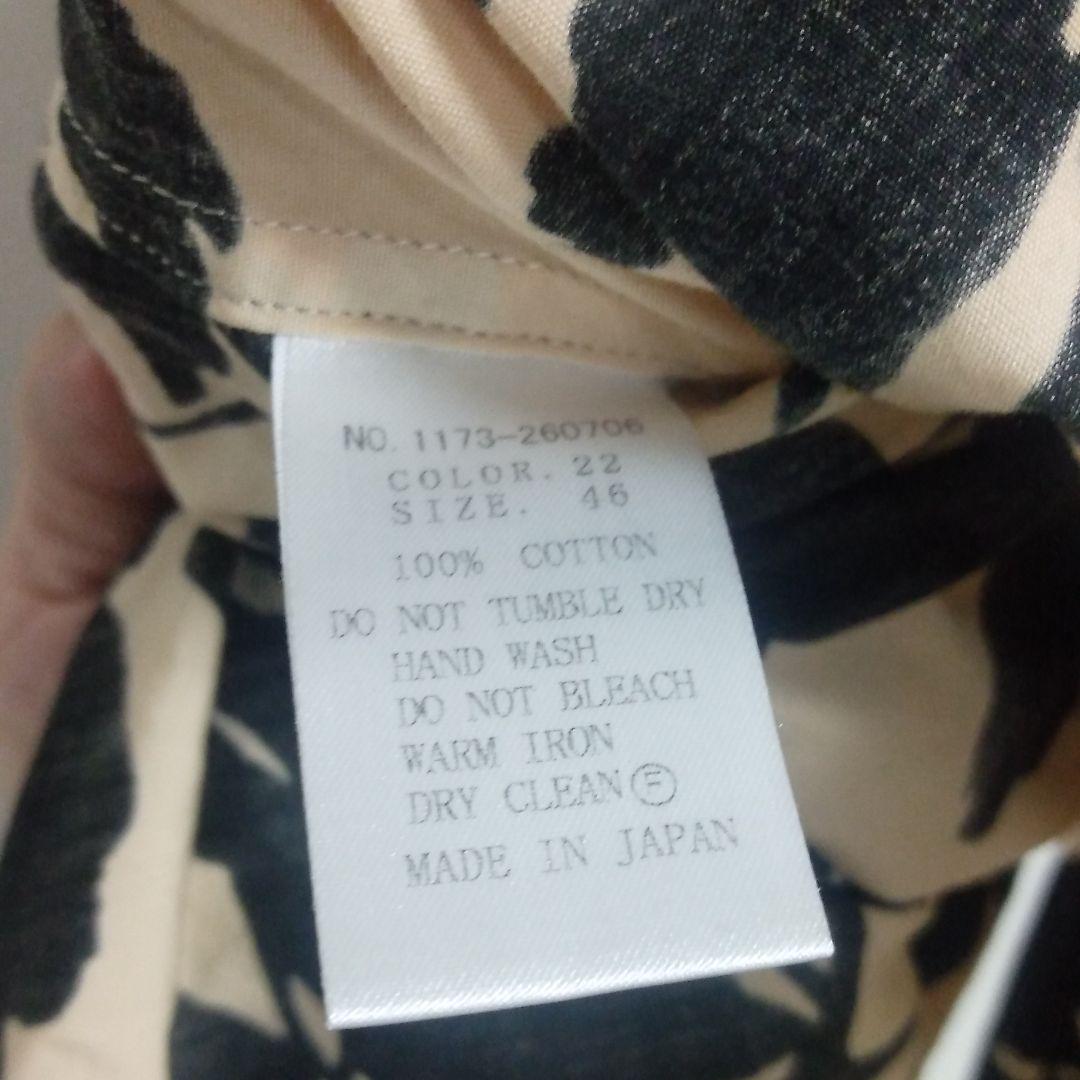 NO. 1173-260706
COLOR. 22
SIZE. 46
100% COTTON
DO NOT TUMBLE DRY
HAND WASH
DO NOT BLEACH
WARM IRON
DRY CLEAN Ⓕ
MADE IN JAPAN